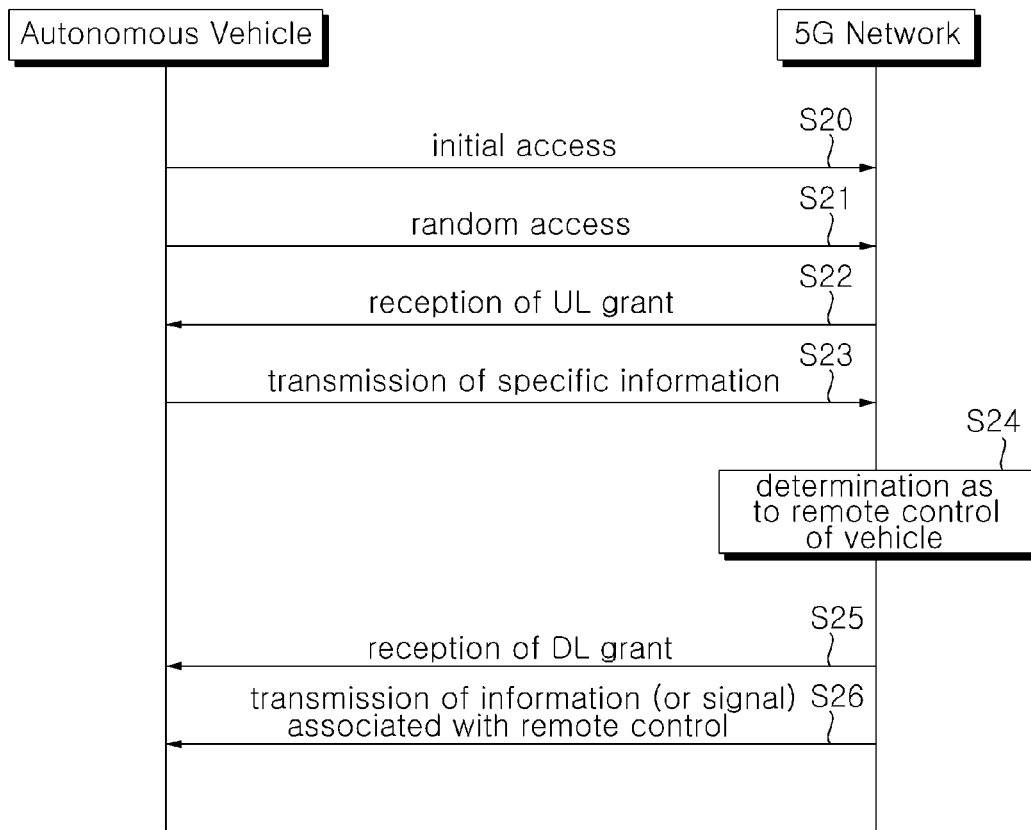 Autonomous Vehicle
5G Network
S20
initial access
S21
random access
S22
reception of UL grant
S23
transmission of specific information
S24
determination as
to remote control
of vehicle
S25
reception of DL grant
transmission of information (or signal) S26
associated with remote control